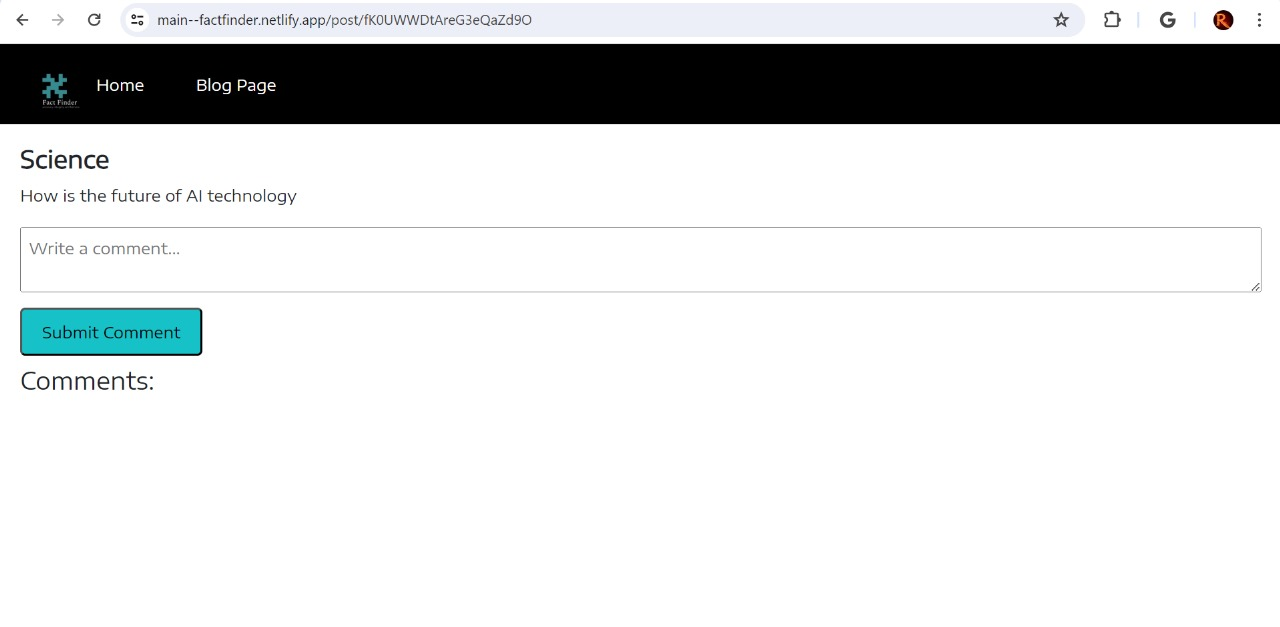 main--factfinder.netlify.app/post/fK0UWWDtAreG3eQaZd9O
G
R
Fact Finder
Home
Blog Page
Science
How is the future of AI technology
Write a comment...
Submit Comment
Comments: